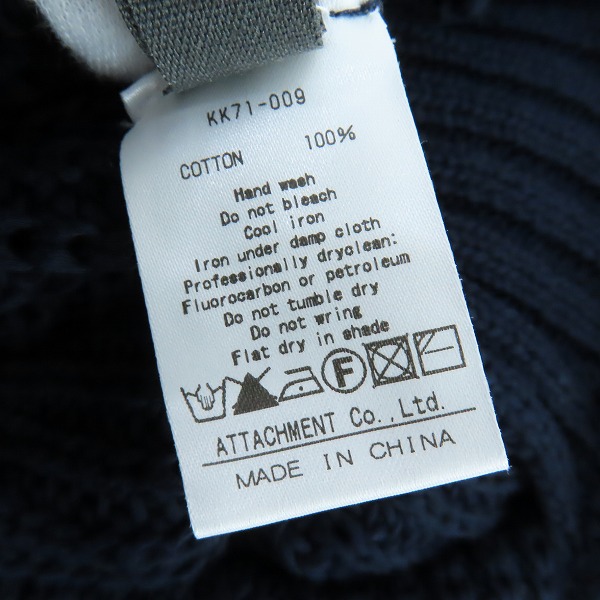 KK71-009
COTTON 100%
Hand wash
Do not bleach
Cool iron
Iron under damp cloth
Professionally dryclean:
Fluorocarbon or petroleum
Do not tumble dry
Do not wring
Flat dry in shade
F
ATTACHMENT Co., Ltd.
MADE IN CHINA